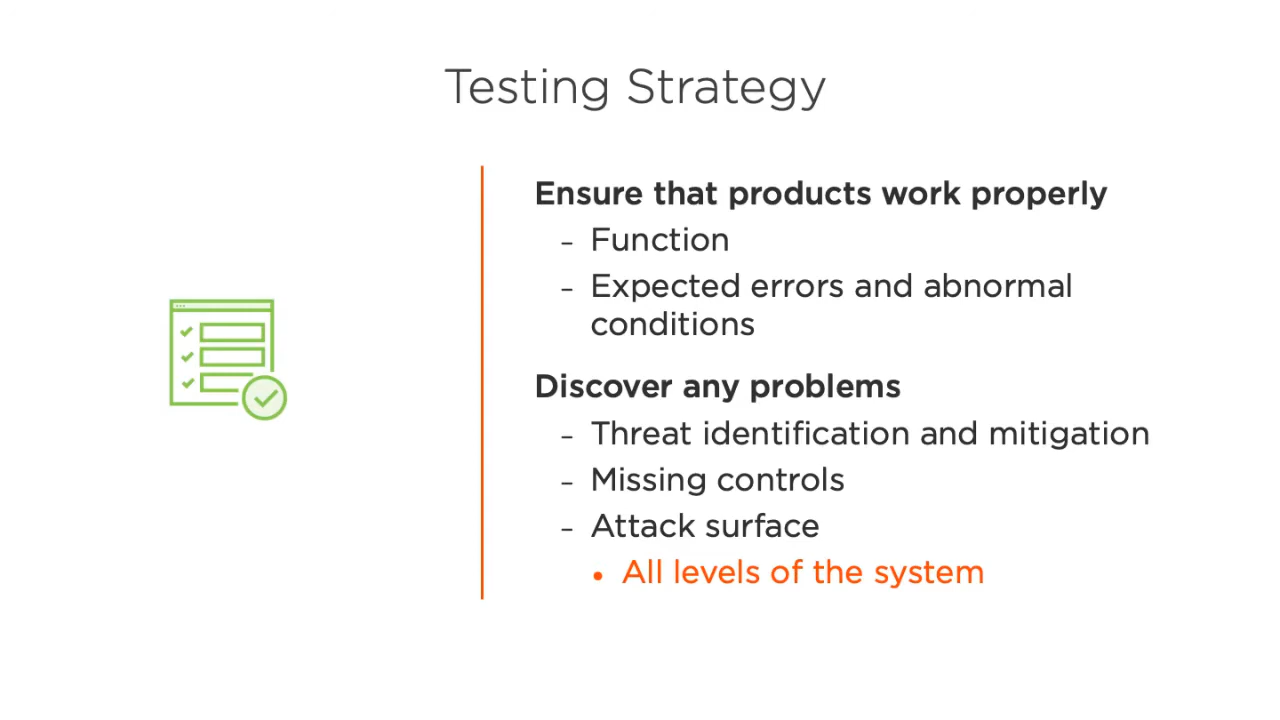 Testing Strategy
Ensure that products work properly
- Function
- Expected errors and abnormal
conditions
Discover any problems
- Threat identification and mitigation
- Missing controls
- Attack surface
• All levels of the system